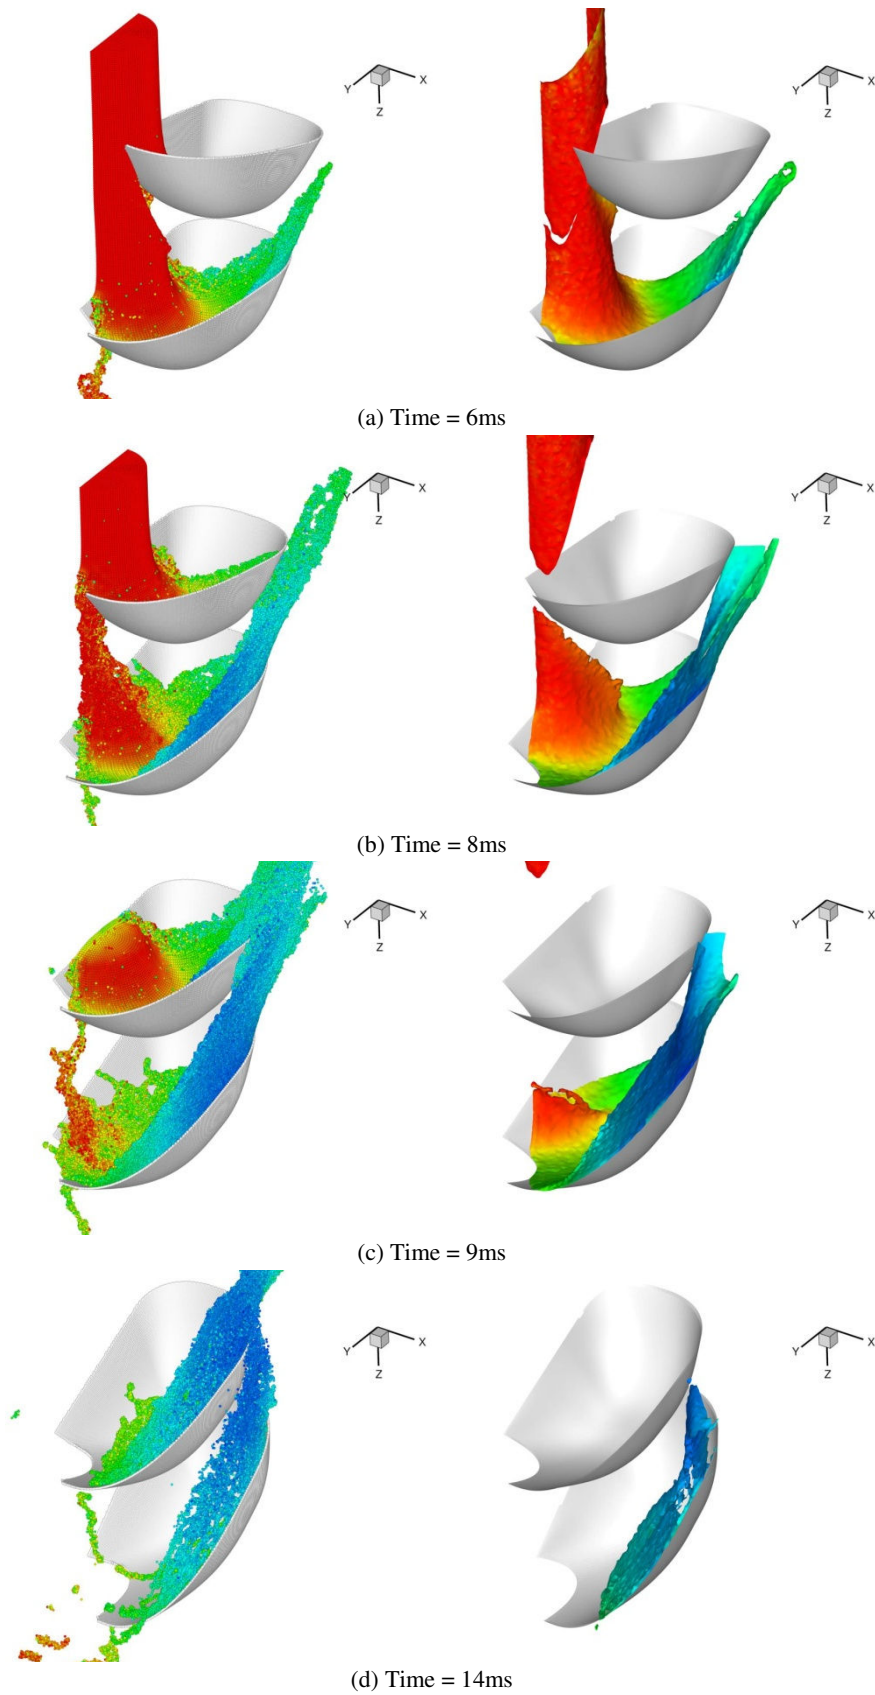 Y X Z Y X Z
(a) Time = 6ms
Y X Z Y X Z
(b) Time = 8ms
Y X Z Y X Z
(c) Time = 9ms
Y X Z Y X Z
(d) Time = 14ms